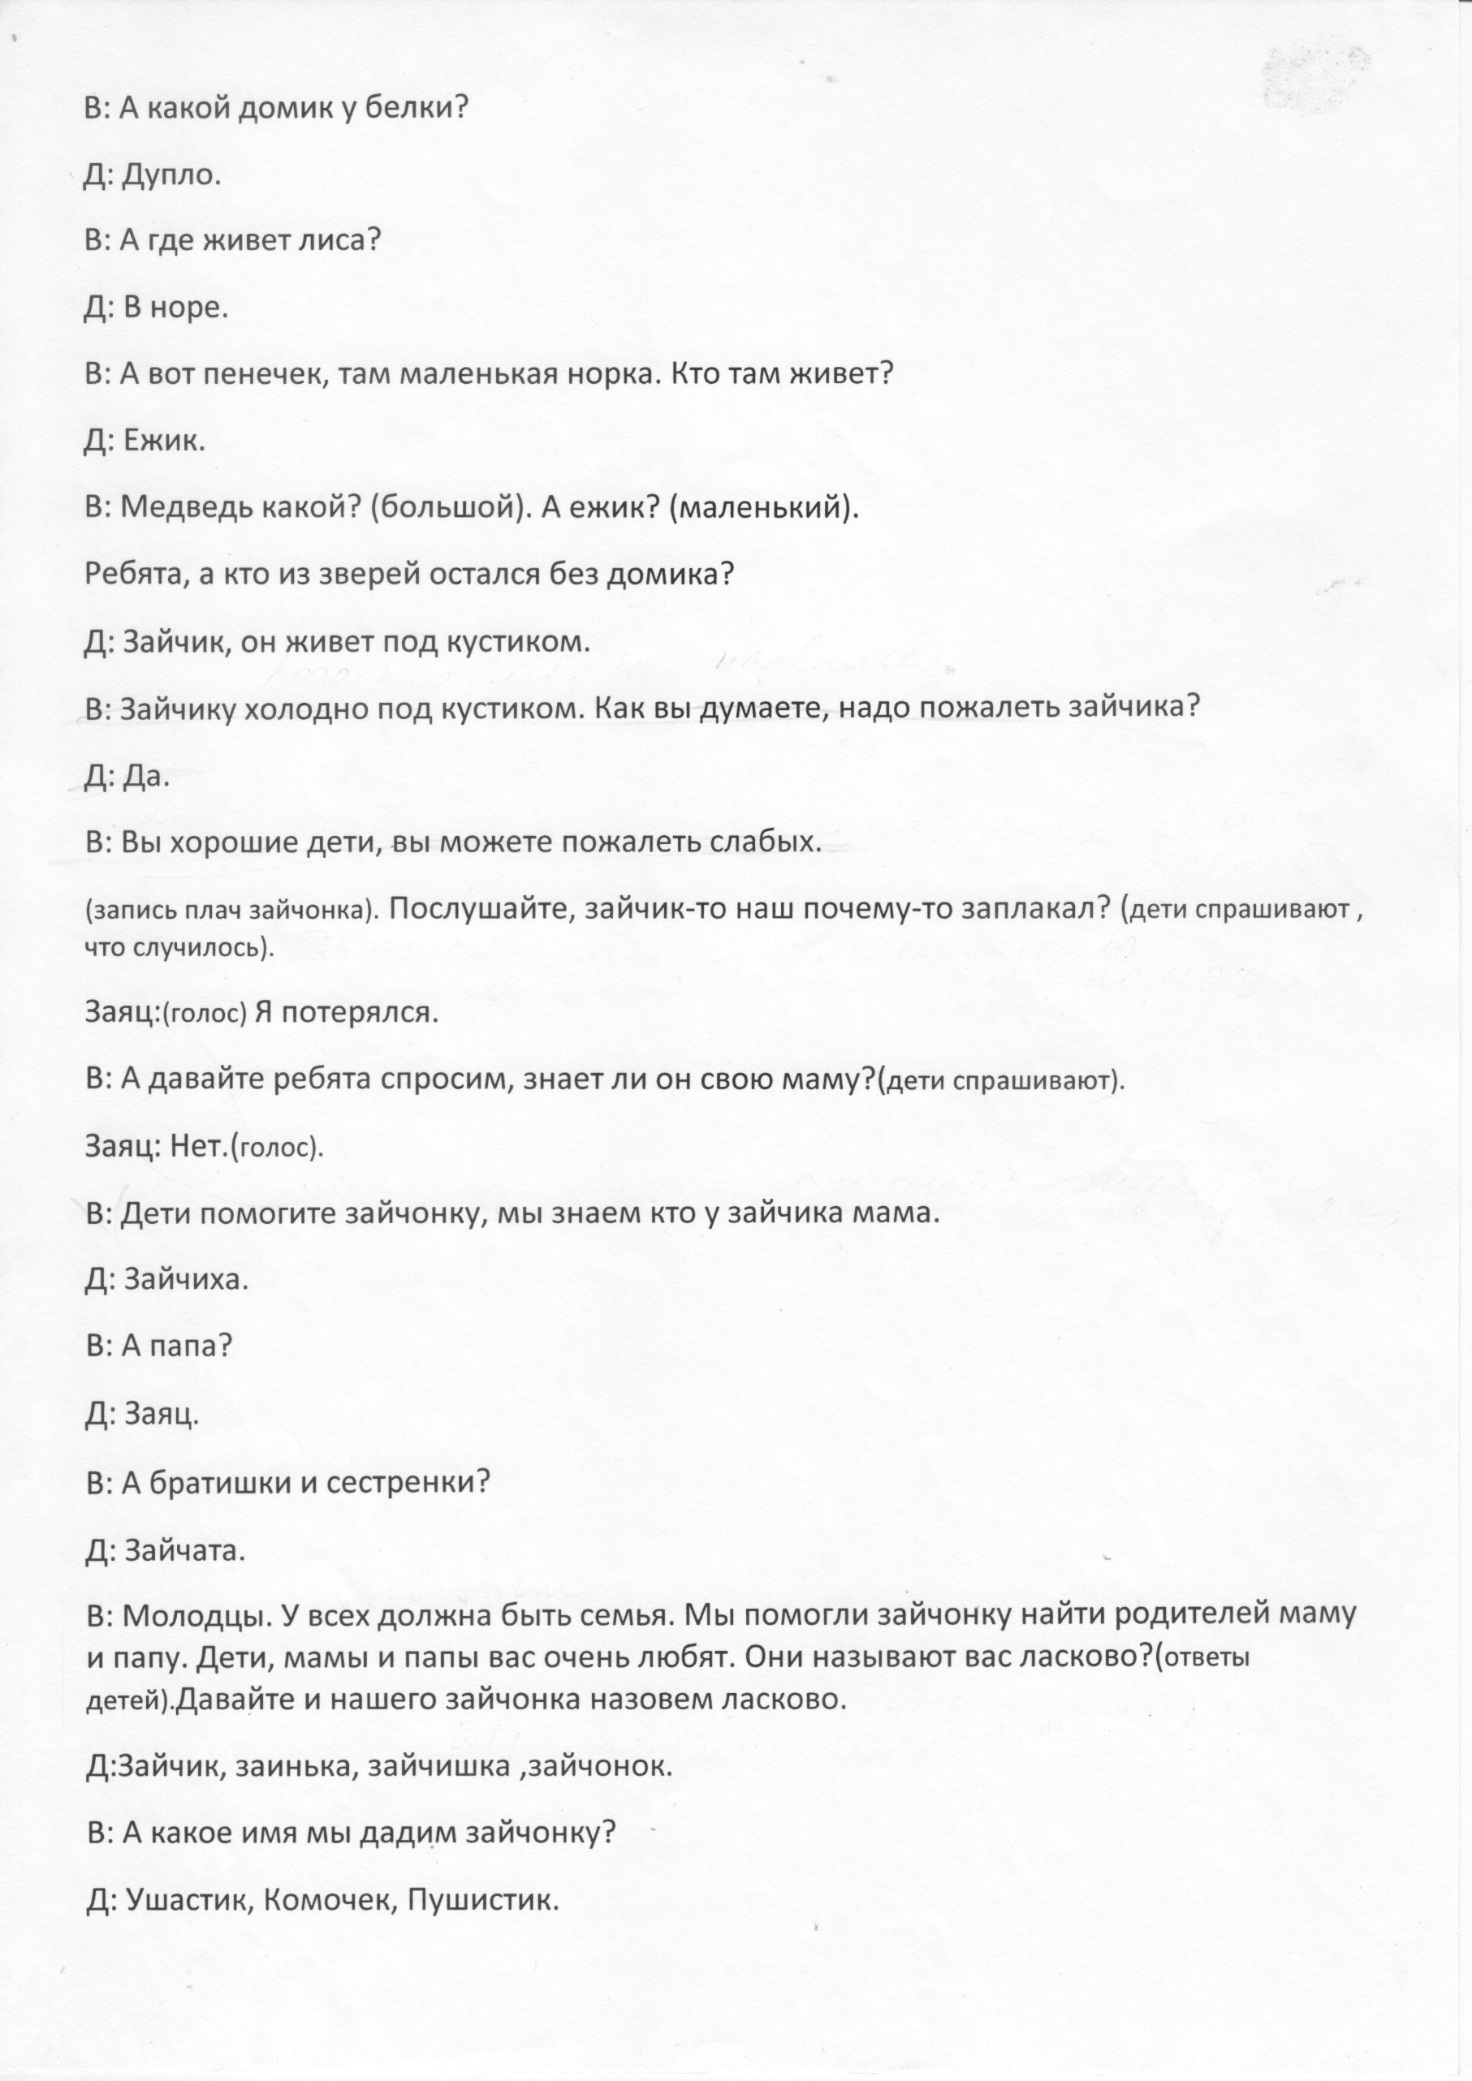 В: А какой домик у белки?
Д: Дупло.
В: А где живет лиса?
Д: В норе.
В: А вот пенечек, там маленькая норка. Кто там живет?
Д: Ежик.
В: Медведь какой? (большой). А ежик? (маленький).
Ребята, а кто из зверей остался без домика?
Д: Зайчик, он живет под кустиком.
В: Зайчику холодно под кустиком. Как вы думаете, надо пожалеть зайчика?
Д: Да.
В: Вы хорошие дети, вы можете пожалеть слабых.
(запись плач зайчонка). Послушайте, зайчик-то наш почему-то заплакал? (дети спрашивают ,
что случилось).
Заяц:(голос) Я потерялся.
В: А давайте ребята спросим, знает ли он свою маму?(дети спрашивают).
Заяц: Нет.(голос).
В: Дети помогите зайчонку, мы знаем кто у зайчика мама.
Д: Зайчиха.
В: А папа?
Д: Заяц.
В: А братишки и сестренки?
Д: Зайчата.
В: Молодцы. У всех должна быть семья. Мы помогли зайчонку найти родителей маму
и папу. Дети, мамы и папы вас очень любят. Они называют вас ласково?(ответы
детей).Давайте и нашего зайчонка назовем ласково.
Д:Зайчик, заинька, зайчишка ,зайчонок.
В: А какое имя мы дадим зайчонку?
Д: Ушастик, Комочек, Пушистик.